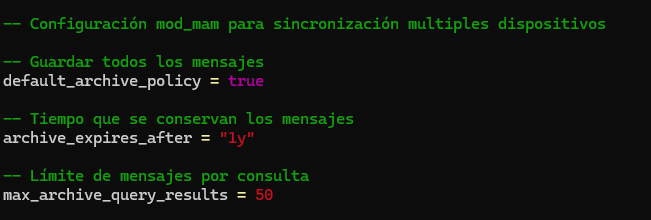 -- Configuración mod_mam para sincronización multiples dispositivos
-- Guardar todos los mensajes
default_archive_policy = true
-- Tiempo que se conservan los mensajes
archive_expires_after = "1y"
-- Límite de mensajes por consulta
max_archive_query_results = 50